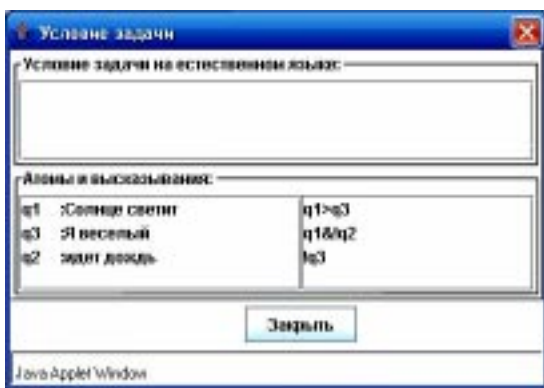 Условие задачи
Условие задачи на естественном языке:
Атомы и высказывания:
q1 :Солнце светит
q3 :Я веселый
q2 :идет дождь
q1>q3
q1&!q2
!q3
Закрыть
Java Applet Window